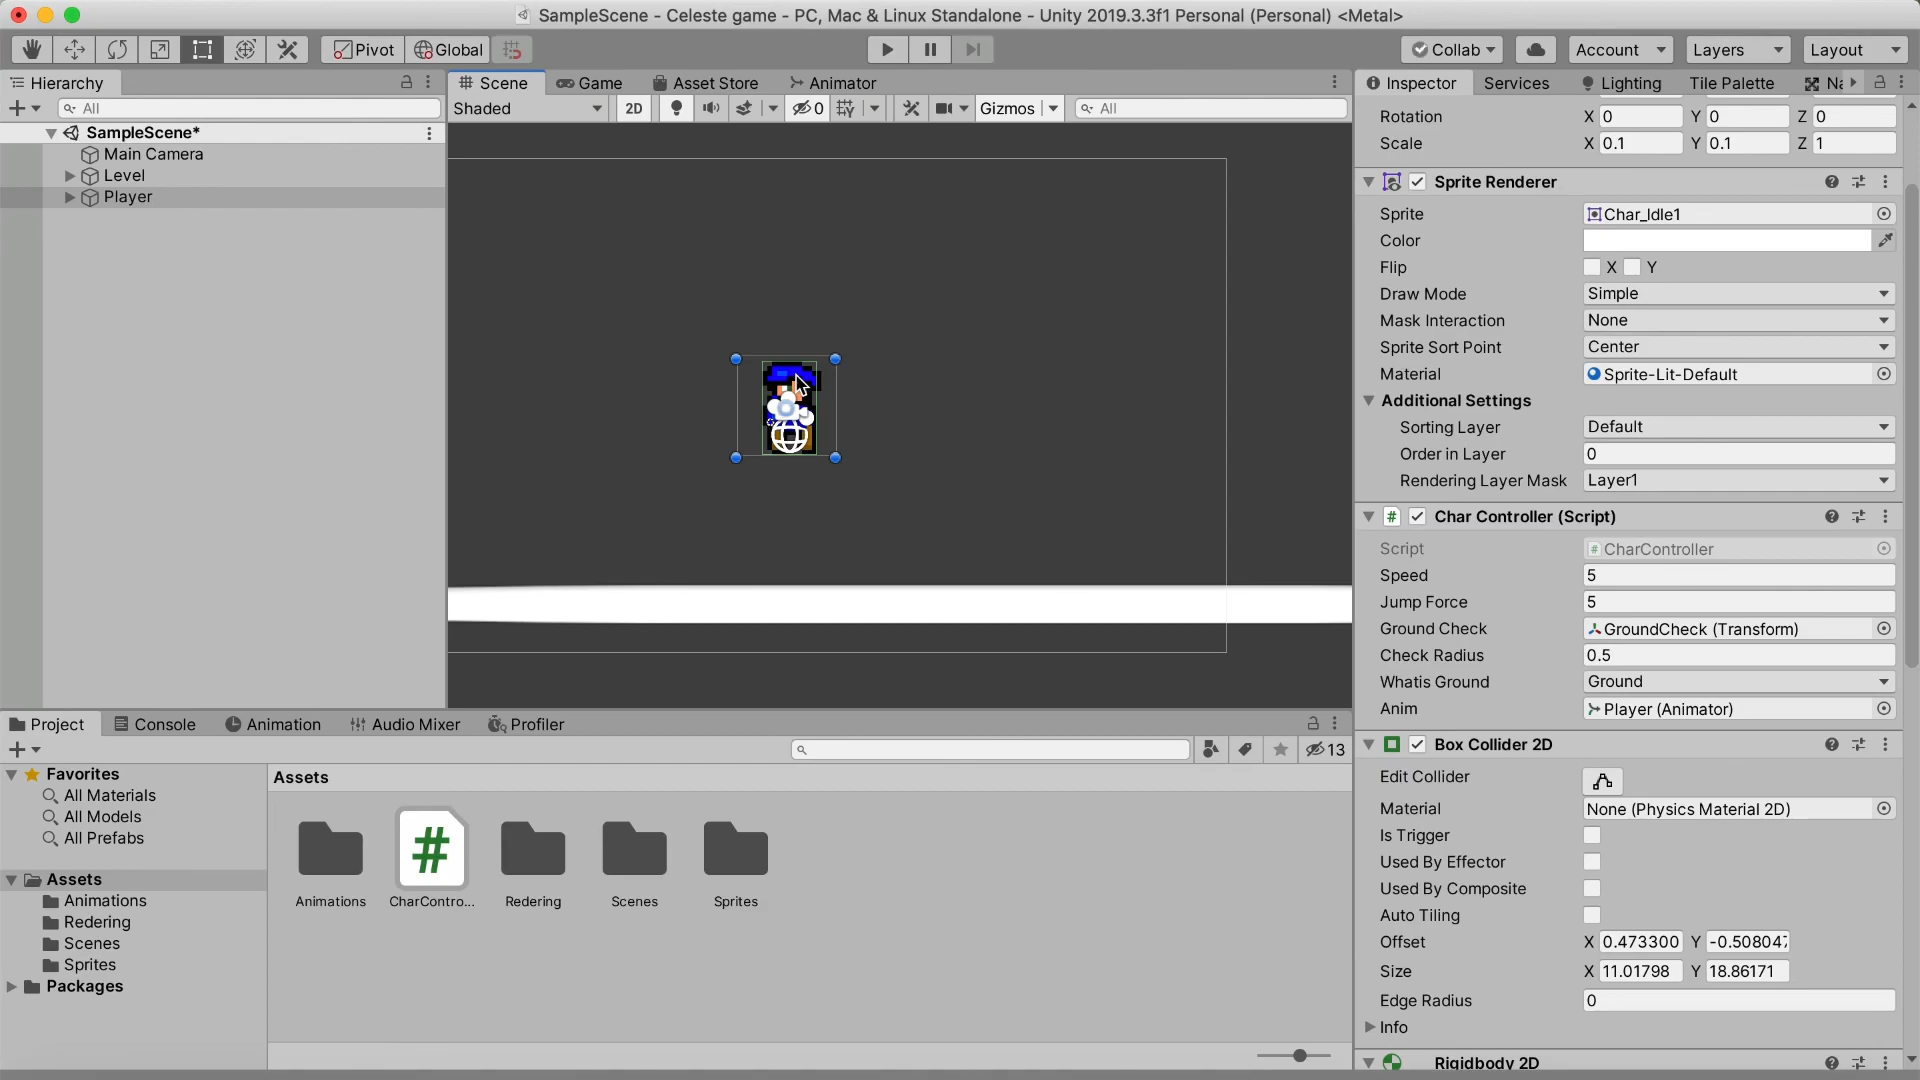 SampleScene - Celeste game - PC, Mac & Linux Standalone - Unity 2019.3.3f1 Personal (Personal) <Metal>
Pivot Global Collab Account Layers Layout
Hierarchy
All
SampleScene*
Main Camera
Level
Player
Scene Game Asset Store Animator
Shaded 2D 0 Gizmos All
Inspector Services Lighting Tile Palette
Rotation X 0 Y 0 Z 0
Scale X 0.1 Y 0.1 Z 1
Sprite Renderer
Sprite Char_Idle1
Color
Flip X Y
Draw Mode Simple
Mask Interaction None
Sprite Sort Point Center
Material Sprite-Lit-Default
Additional Settings
Sorting Layer Default
Order in Layer 0
Rendering Layer Mask Layer1
# Char Controller (Script)
Script # CharController
Speed 5
Jump Force 5
Ground Check GroundCheck (Transform)
Check Radius 0.5
Whatis Ground Ground
Anim Player (Animator)
Box Collider 2D
Edit Collider
Material None (Physics Material 2D)
Is Trigger
Used By Effector
Used By Composite
Auto Tiling
Offset X 0.473300 Y -0.508047
Size X 11.01798 Y 18.86171
Edge Radius 0
Info
Rigidbody 2D
Project Console Animation Audio Mixer Profiler
13
Favorites
All Materials
All Models
All Prefabs
Assets
Animations
Redering
Scenes
Sprites
Packages
Assets
#
Animations CharContro... Redering Scenes Sprites